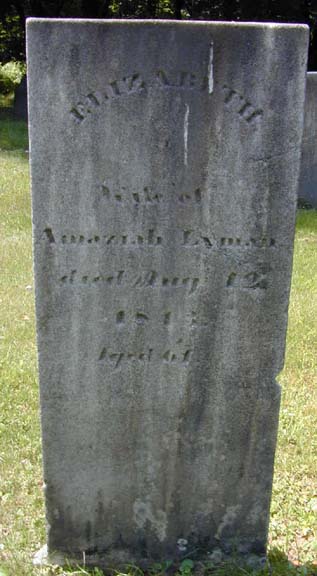 ELIZABETH
Wife of
Amaziah Lyman
died Aug 12
Aged 61